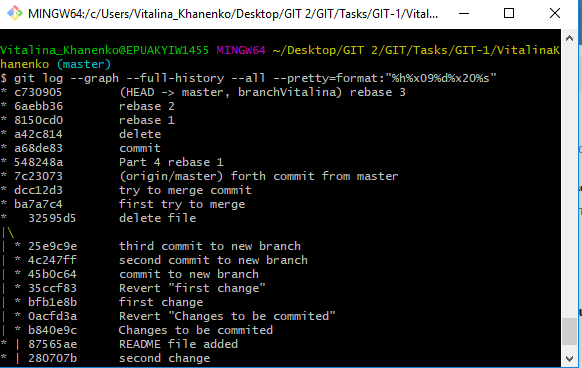 MINGW64:/c/Users/Vitalina_Khanenko/Desktop/GIT 2/GIT/Tasks/GIT-1/Vital...
Vitalina_Khanenko@EPUAKYIW1455 MINGW64 ~/Desktop/GIT 2/GIT/Tasks/GIT-1/VitalinaK
hanenko (master)
$ git log --graph --full-history --all --pretty=format:"%h%x09%d%x20%s"
* c730905        (HEAD -> master, branchVitalina) rebase 3
* 6aebb36        rebase 2
* 8150cd0        rebase 1
* a42c814        delete
* a68de83        commit
* 548248a        Part 4 rebase 1
* 7c23073        (origin/master) forth commit from master
* dcc12d3        try to merge commit
* ba7a7c4        first try to merge
*   32595d5      delete file
|\
| * 25e9c9e      third commit to new branch
| * 4c247ff      second commit to new branch
| * 45b0c64      commit to new branch
| * 35ccf83      Revert "first change"
| * bfb1e8b      first change
| * 0acfd3a      Revert "Changes to be commited"
| * b840e9c      Changes to be commited
* | 87565ae      README file added
* | 280707b      second change